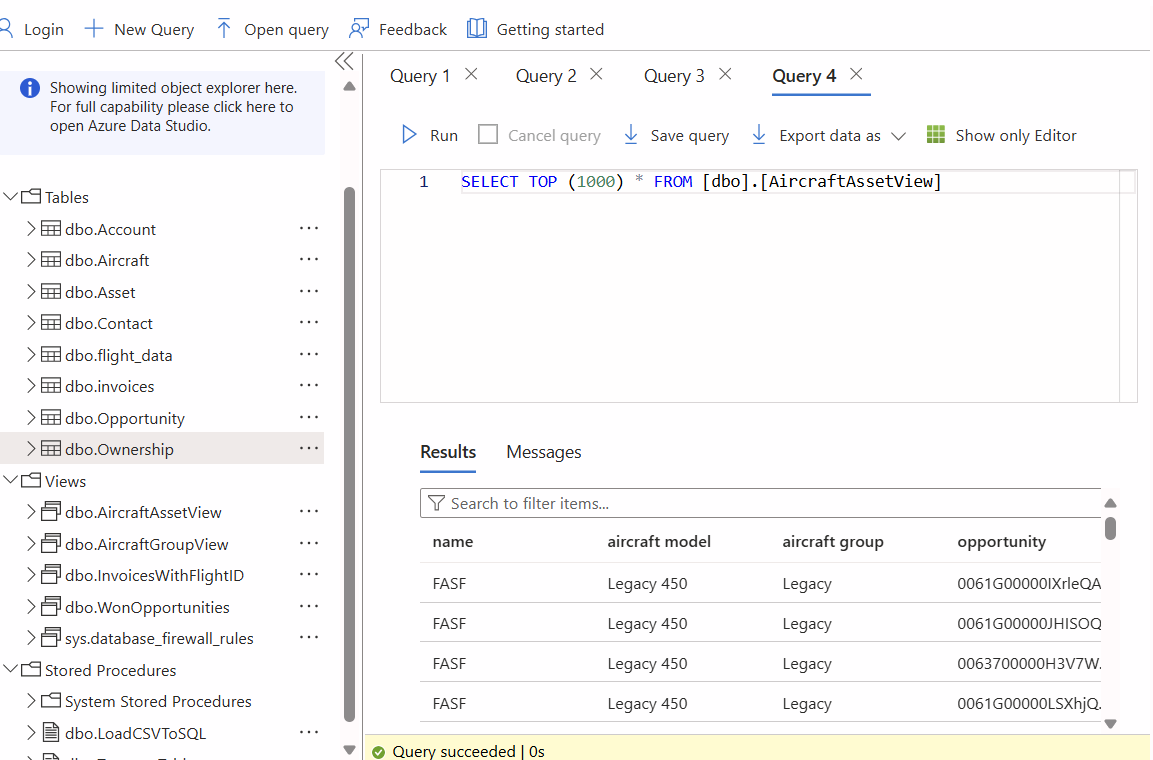 Login New Query Open query Feedback Getting started
Showing limited object explorer here.
For full capability please click here to
open Azure Data Studio.
Tables
dbo.Account
dbo.Aircraft
dbo.Asset
dbo.Contact
dbo.flight_data
dbo.invoices
dbo.Opportunity
dbo.Ownership
Views
dbo.AircraftAssetView
dbo.AircraftGroupView
dbo.InvoicesWithFlightID
dbo.WonOpportunities
sys.database_firewall_rules
Stored Procedures
System Stored Procedures
dbo.LoadCSVToSQL
Query 1 Query 2 Query 3 Query 4
Run Cancel query Save query Export data as Show only Editor
1 SELECT TOP (1000) * FROM [dbo].[AircraftAssetView]
Results Messages
Search to filter items...
name aircraft model aircraft group opportunity
FASF Legacy 450 Legacy 0061G00000IXrleQA
FASF Legacy 450 Legacy 0061G00000JHISOQ
FASF Legacy 450 Legacy 0063700000H3V7W.
FASF Legacy 450 Legacy 0061G00000LSXhjQ.
Query succeeded | 0s